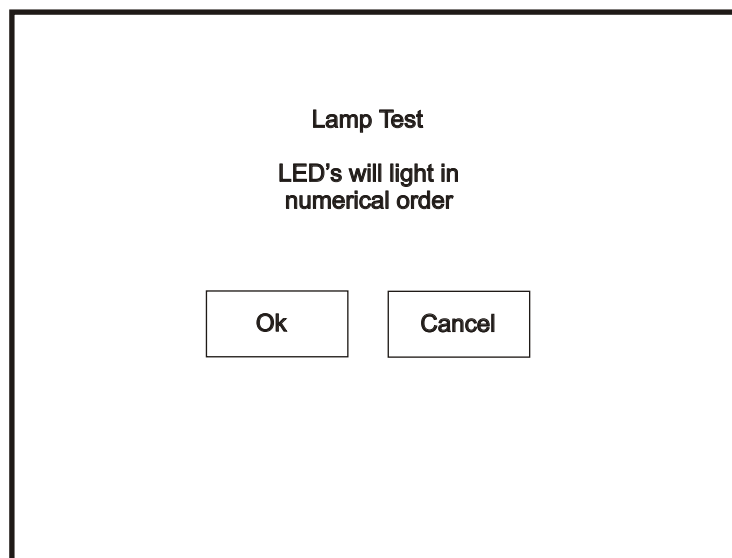 Lamp Test
LED’s will light in
numerical order
Ok
Cancel